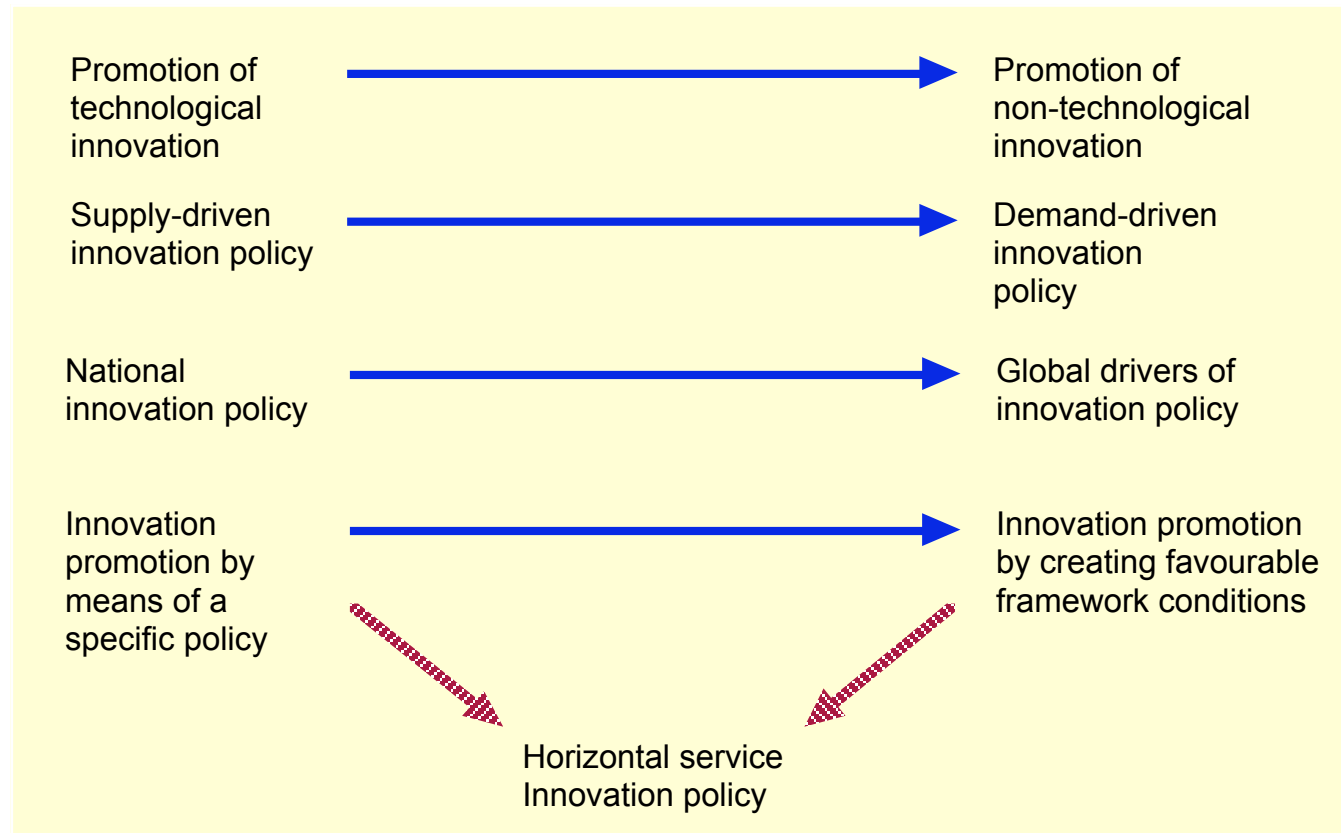 Promotion of
technological
innovation
Promotion of
non-technological
innovation
Supply-driven
innovation policy
Demand-driven
innovation
policy
National
innovation policy
Global drivers of
innovation policy
Innovation
promotion by
means of a
specific policy
Innovation promotion
by creating favourable
framework conditions
Horizontal service
Innovation policy